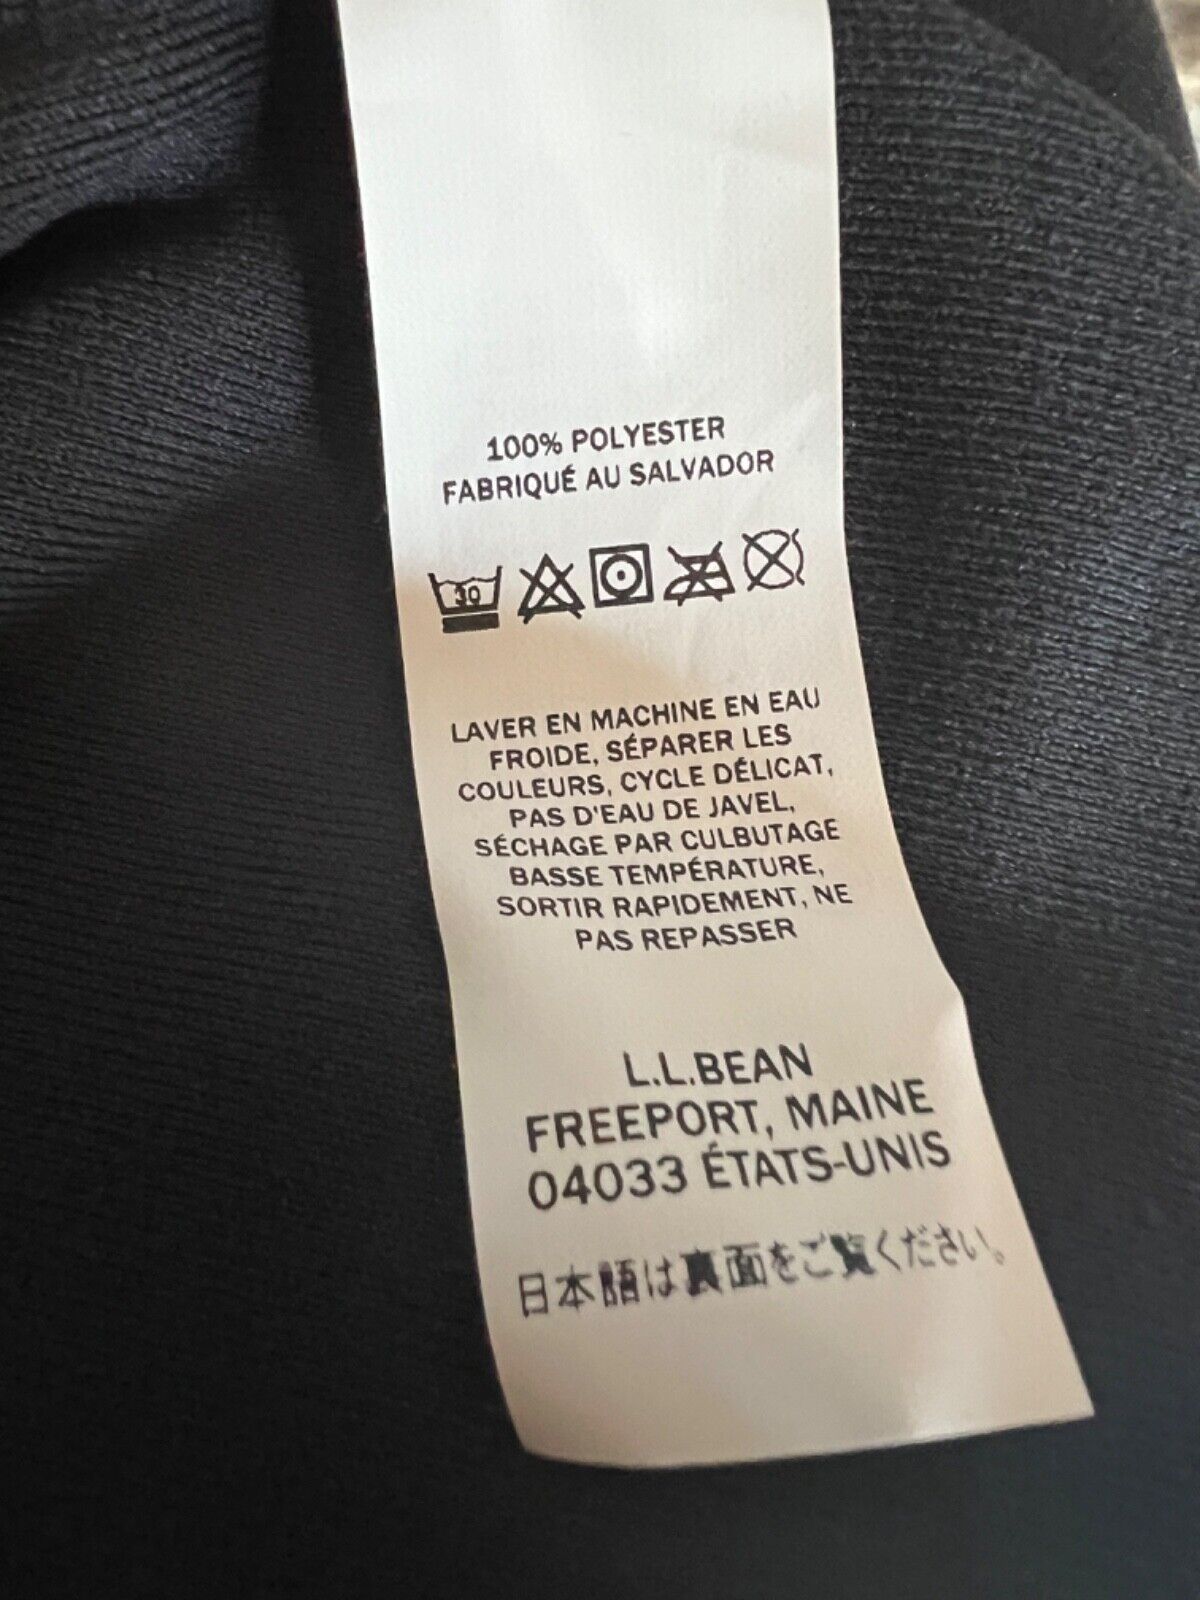 100% POLYESTER
FABRIQUÉ AU SALVADOR
30
LAVER EN MACHINE EN EAU
FROIDE, SÉPARER LES
COULEURS, CYCLE DÉLICAT,
PAS D'EAU DE JAVEL,
SÉCHAGE PAR CULBUTAGE
BASSE TEMPÉRATURE,
SORTIR RAPIDEMENT, NE
PAS REPASSER
L.L.BEAN
FREEPORT, MAINE
04033 ÉTATS-UNIS
日本語は裏面をご覧ください。